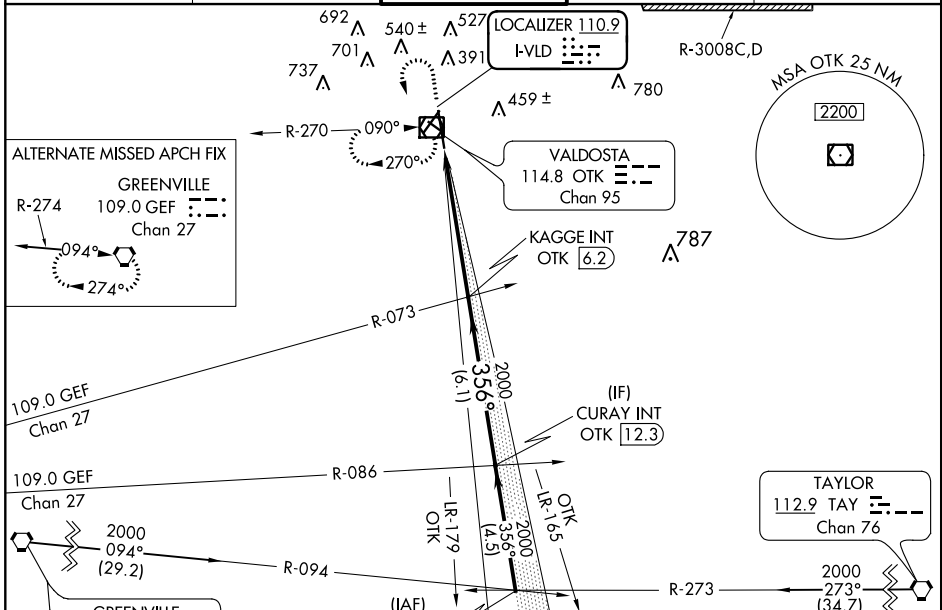 692
540 ±
527
701
391
737
LOCALIZER 110.9
I-VLD
R-3008C,D
459 ±
780
MSA OTK 25 NM
2200
R-270
090°
270°
VALDOSTA
114.8 OTK
Chan 95
ALTERNATE MISSED APCH FIX
GREENVILLE
109.0 GEF
Chan 27
R-274
094°
274°
KAGGE INT
OTK 6.2
787
R-073
109.0 GEF
Chan 27
2000
356°
(6.1)
(IF)
CURAY INT
OTK 12.3
R-086
109.0 GEF
Chan 27
LR-179
OTK
OTK
LR-165
2000
356°
(4.5)
TAYLOR
112.9 TAY
Chan 76
2000
094°
(29.2)
R-094
R-273
2000
273°
(34.7)
(IAF)
GREENVILLE